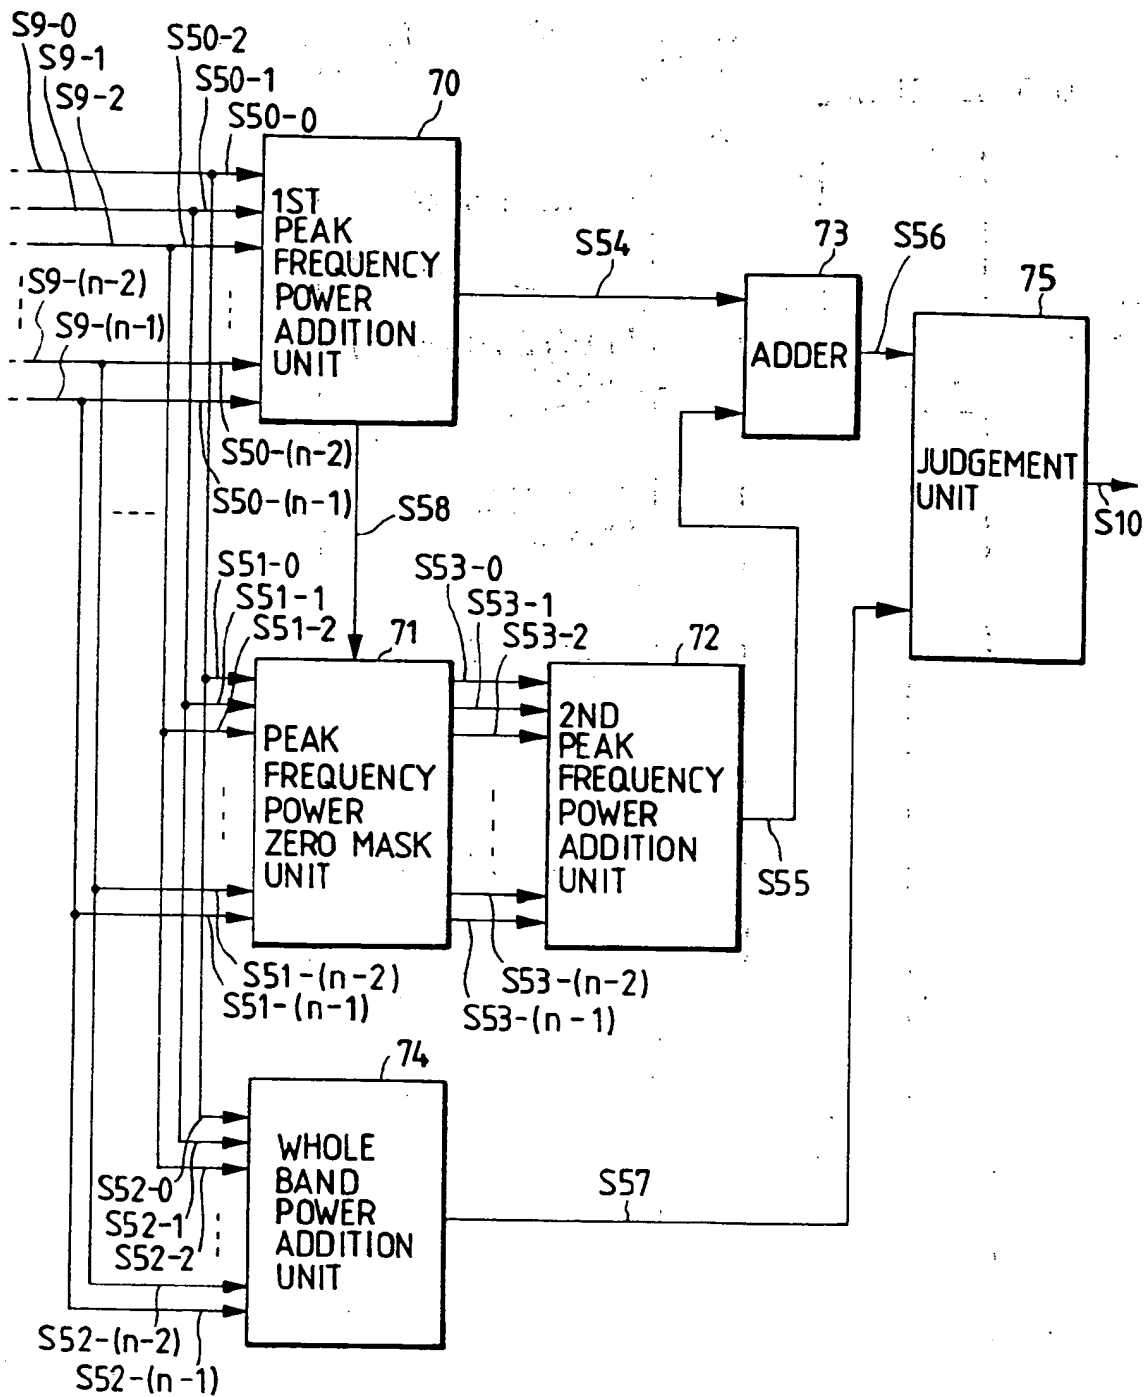 S9-0
S9-1
S9-2
S50-2
S50-1
S50-0
70
1ST
PEAK
FREQUENCY
POWER
ADDITION
UNIT
S9-(n-2)
S9-(n-1)
S50-(n-2)
S50-(n-1)
S54
73
ADDER
S56
75
JUDGEMENT
UNIT
S10
S58
S51-0
S51-1
S51-2
71
PEAK
FREQUENCY
POWER
ZERO MASK
UNIT
S53-0
S53-1
S53-2
72
2ND
PEAK
FREQUENCY
POWER
ADDITION
UNIT
S55
S51-(n-2)
S51-(n-1)
S53-(n-2)
S53-(n-1)
74
WHOLE
BAND
POWER
ADDITION
UNIT
S52-0
S52-1
S52-2
S57
S52-(n-2)
S52-(n-1)